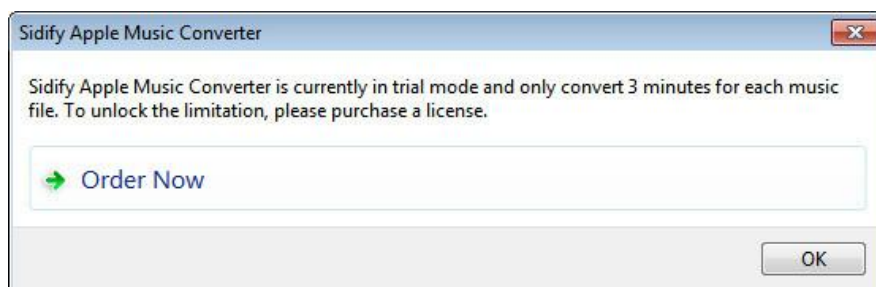 Sidify Apple Music Converter
Sidify Apple Music Converter is currently in trial mode and only convert 3 minutes for each music
file. To unlock the limitation, please purchase a license.
Order Now
OK